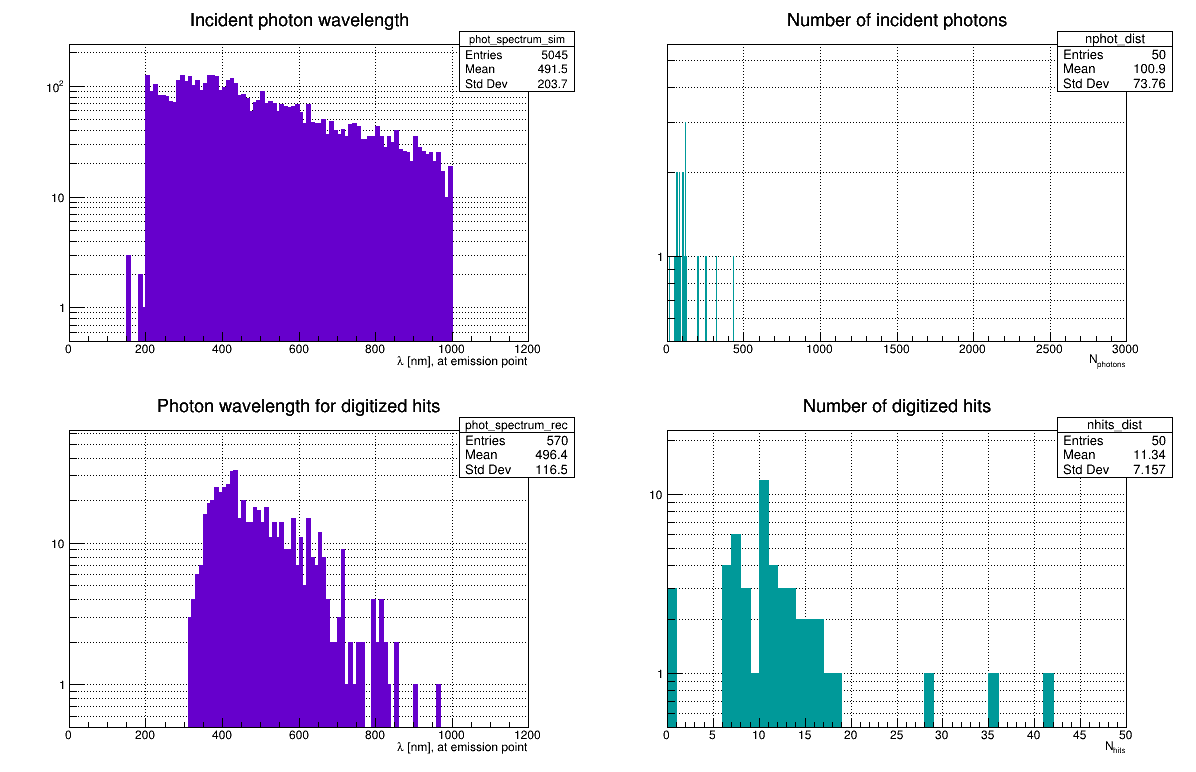 Incident photon wavelength
phot_spectrum_sim
Entries 5045
Mean 491.5
Std Dev 203.7
10²
10
1
0 200 400 600 800 1000 1200
λ [nm], at emission point
Number of incident photons
nphot_dist
Entries 50
Mean 100.9
Std Dev 73.76
1
0 500 1000 1500 2000 2500 3000
Nphotons
Photon wavelength for digitized hits
phot_spectrum_rec
Entries 570
Mean 496.4
Std Dev 116.5
10
1
0 200 400 600 800 1000 1200
λ [nm], at emission point
Number of digitized hits
nhits_dist
Entries 50
Mean 11.34
Std Dev 7.157
10
1
0 5 10 15 20 25 30 35 40 45 50
Nhits